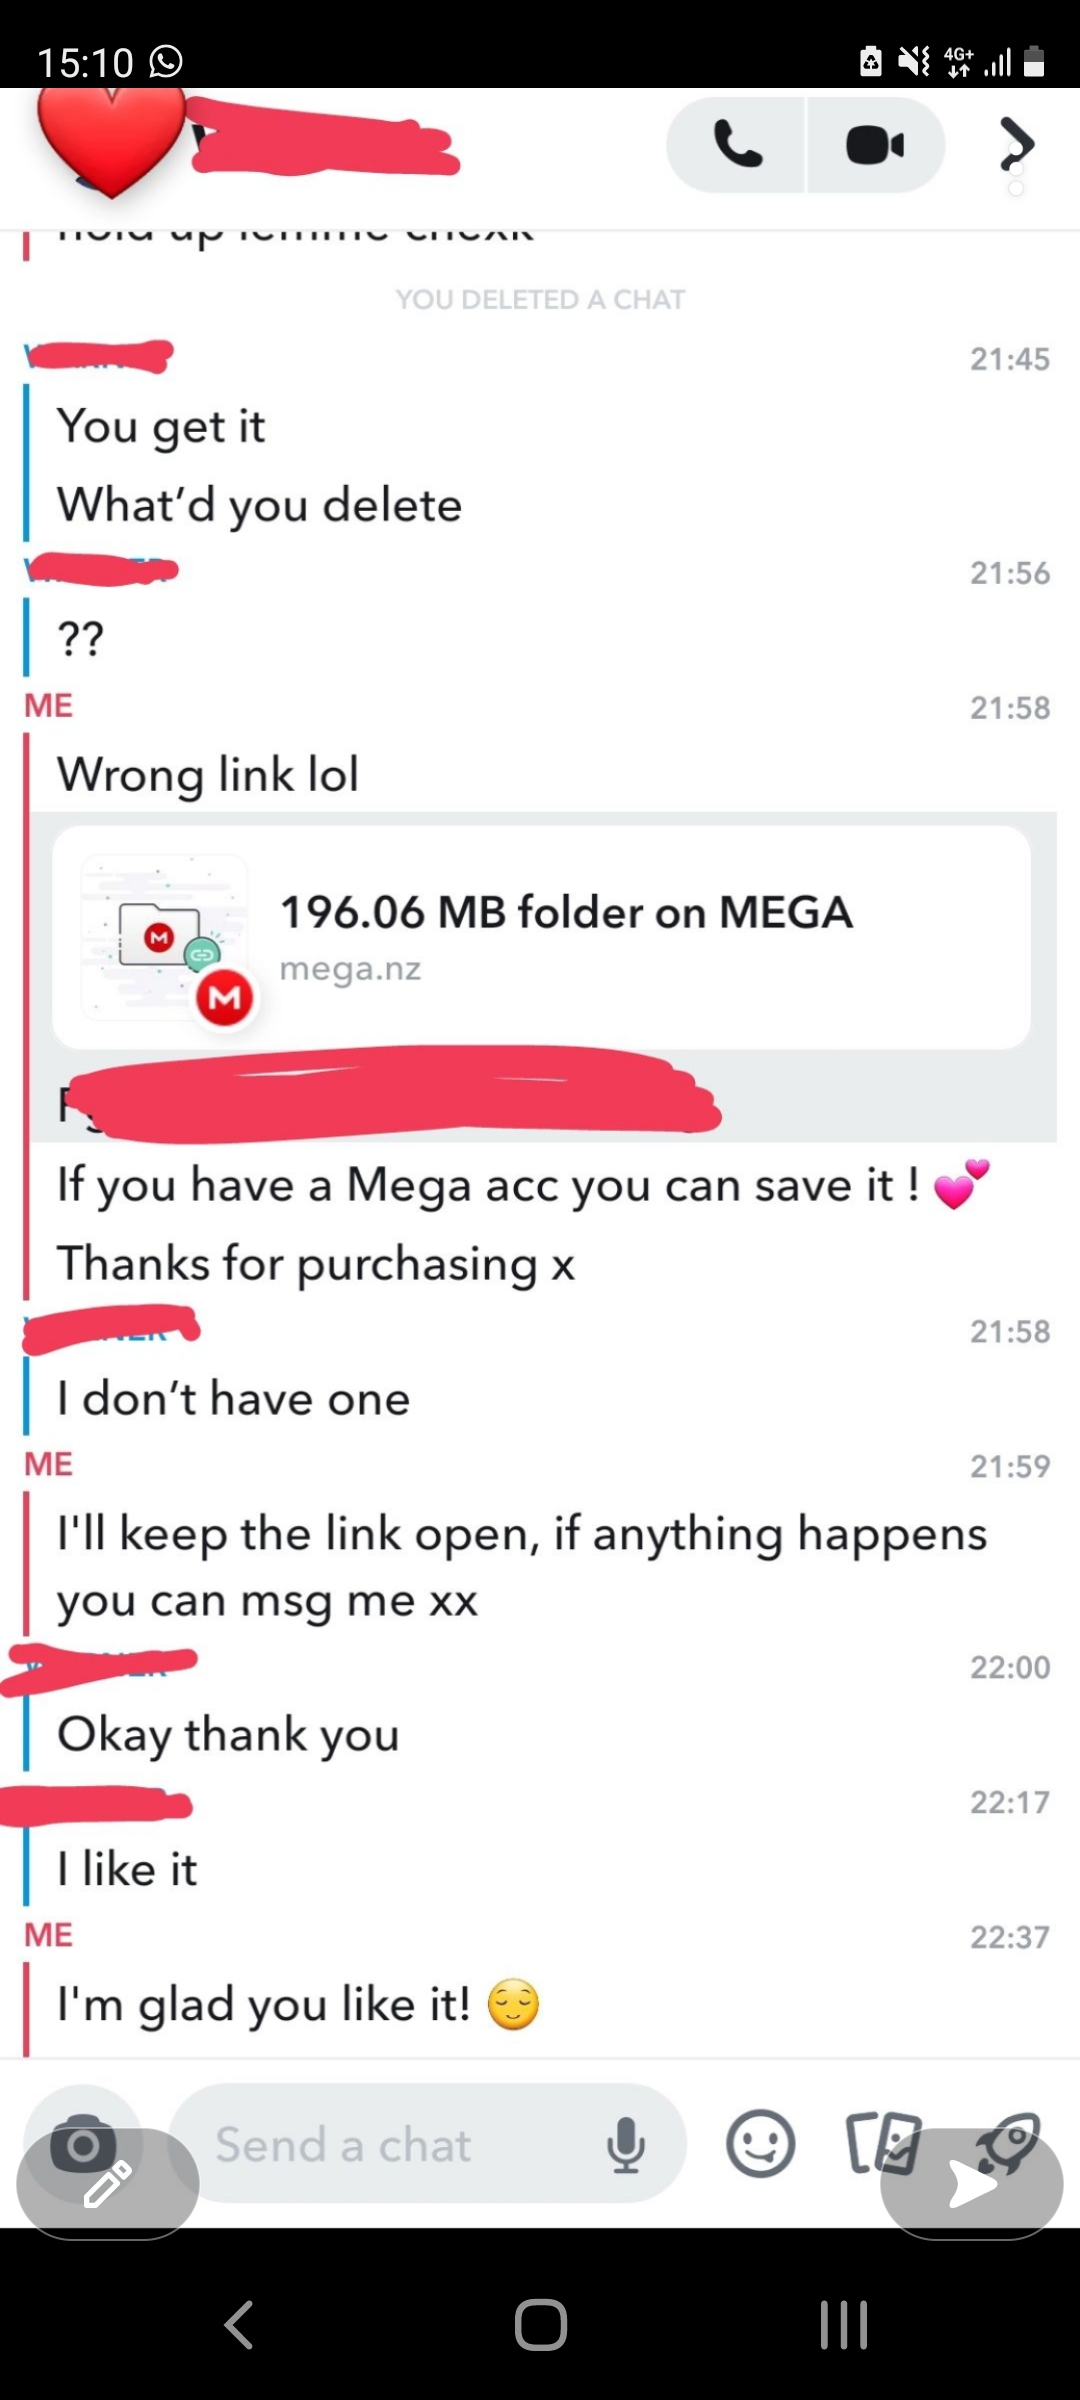 15:10
4G+
YOU DELETED A CHAT
21:45
You get it
What'd you delete
21:56
??
ME
21:58
Wrong link lol
196.06 MB folder on MEGA
mega.nz
If you have a Mega acc you can save it ! 💕
Thanks for purchasing x
21:58
I don't have one
ME
21:59
I'll keep the link open, if anything happens
you can msg me xx
22:00
Okay thank you
22:17
I like it
ME
22:37
I'm glad you like it! 😌
Send a chat